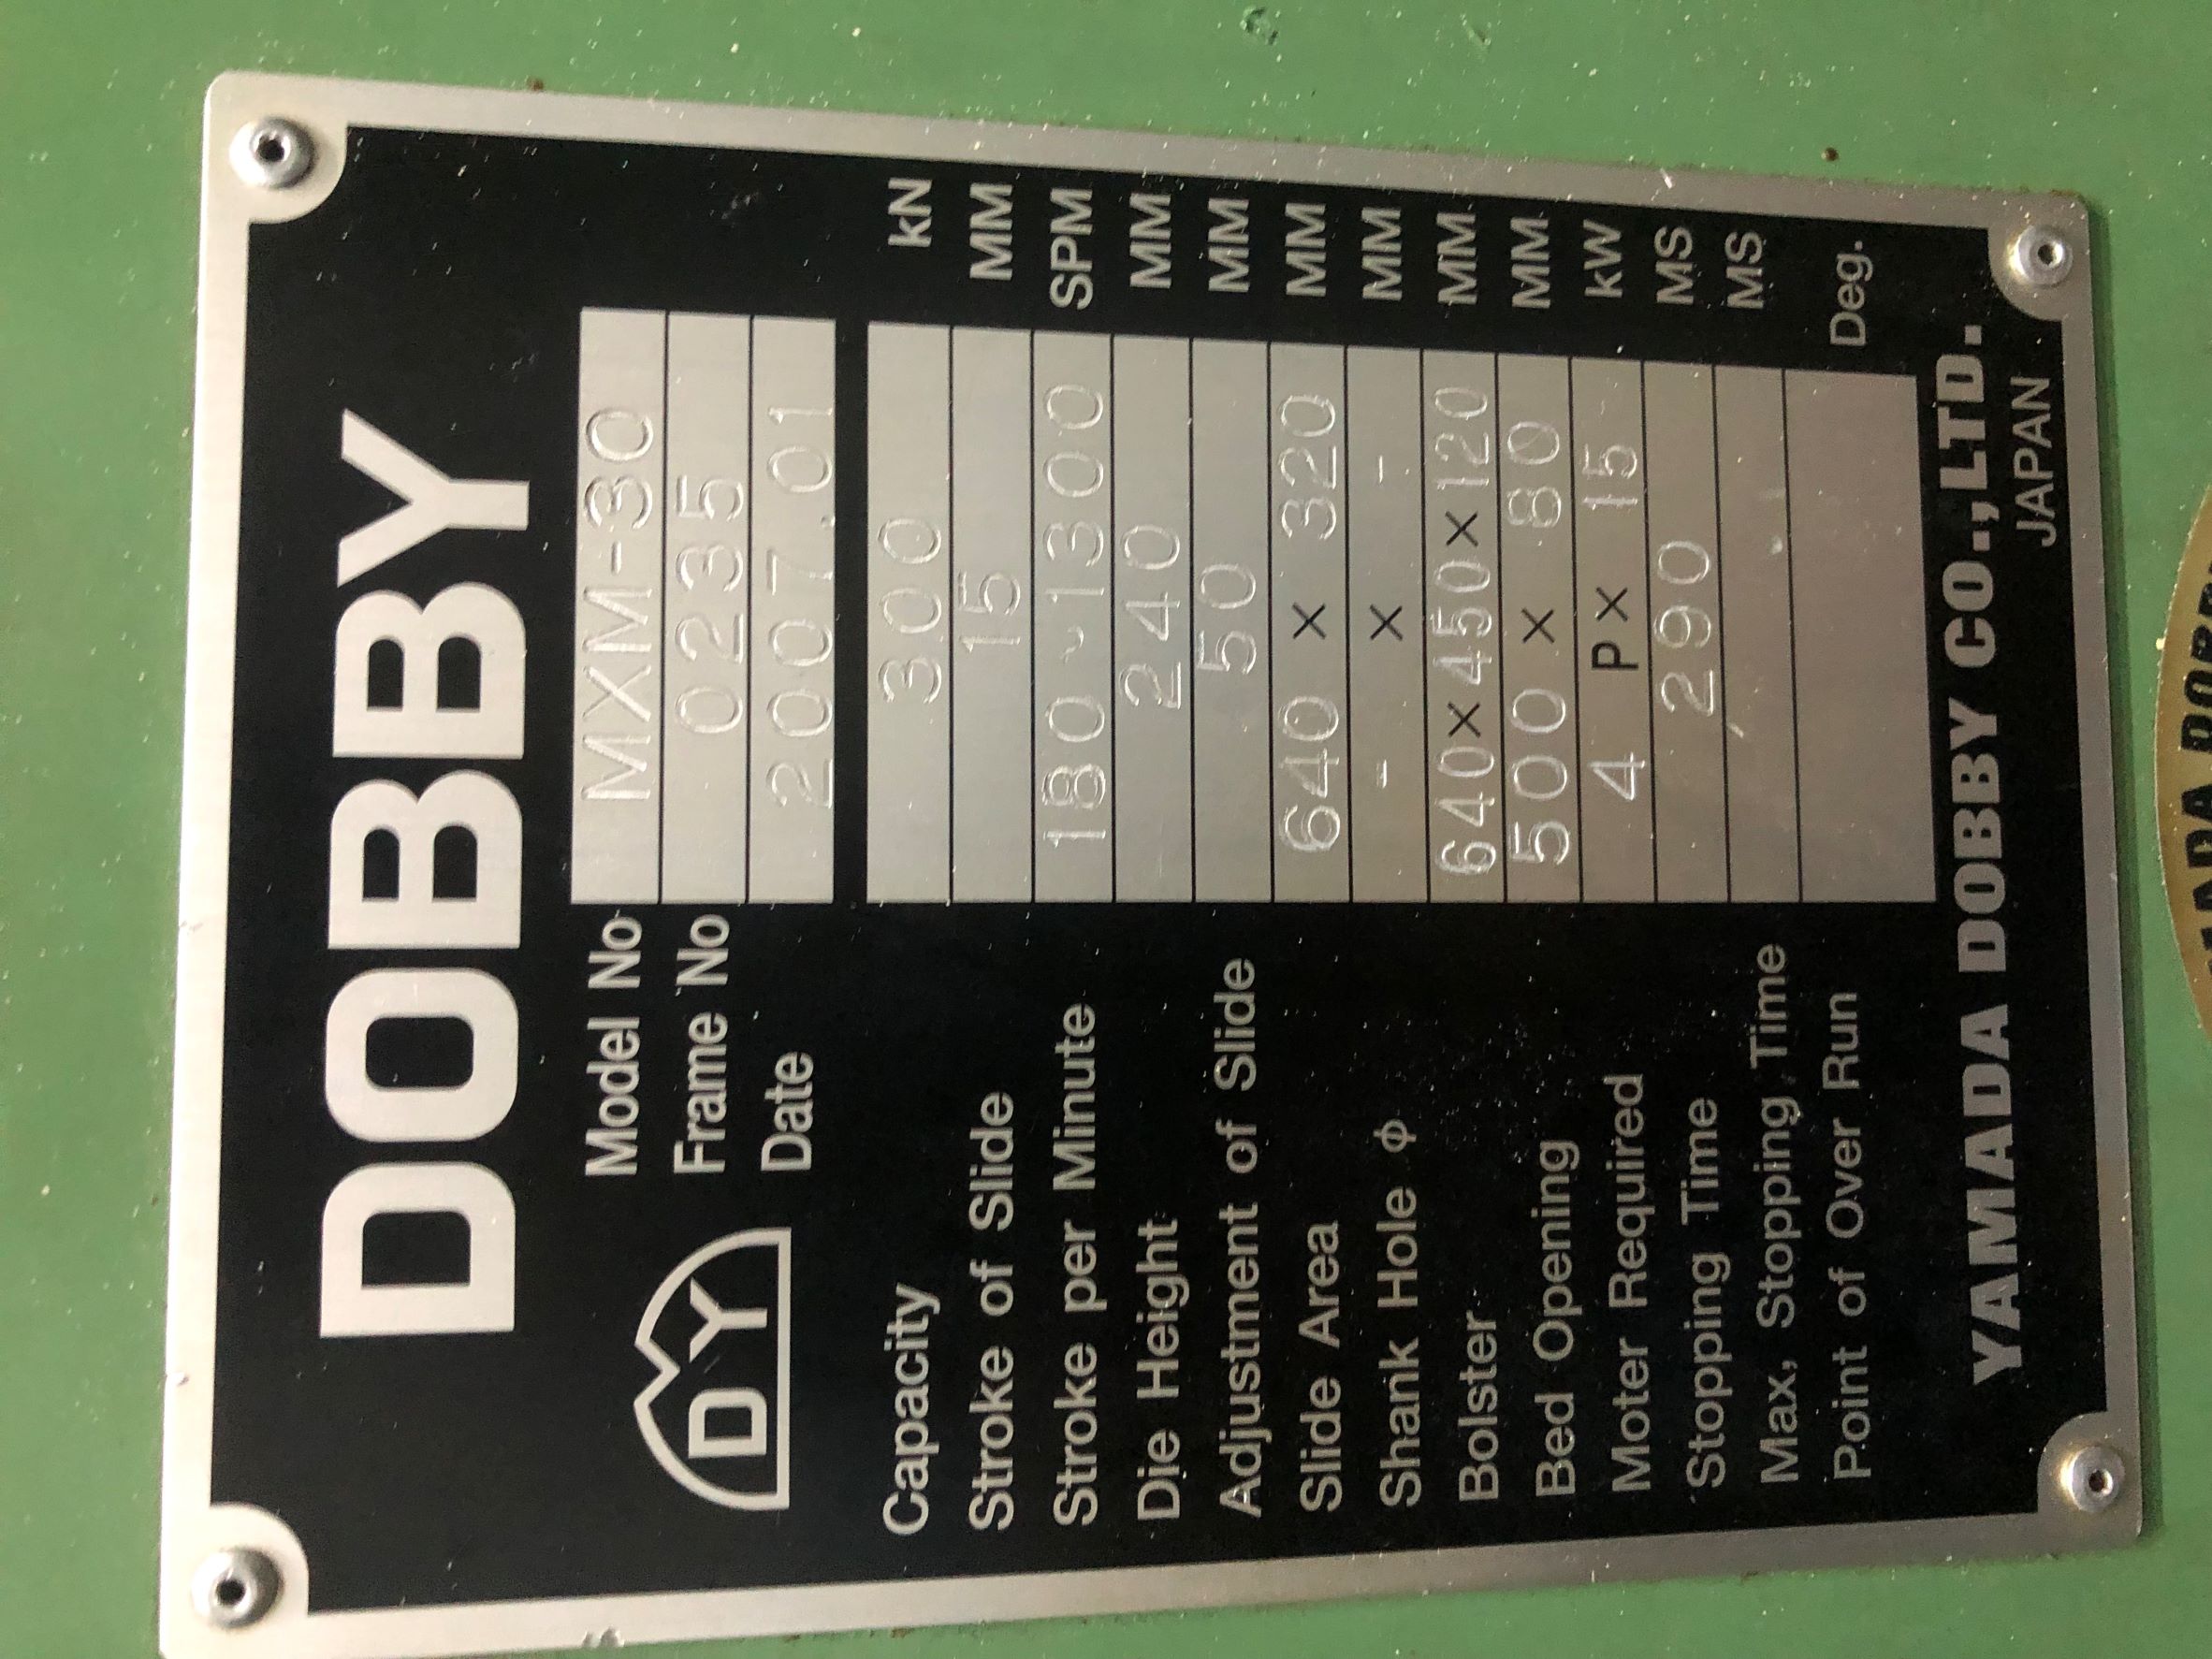 DOBBY
DY
Model No MXM-30
Frame No 0235
Date 2007.01
Capacity 300 kN
Stroke of Slide 15 MM
Stroke per Minute 180~1300 SPM
Die Height 240 MM
Adjustment of Slide 50 MM
Slide Area 640 × 320 MM
Shank Hole ϕ - × - MM
Bolster 640×450×120 MM
Bed Opening 500 × 80 MM
Moter Required 4 P× 15 kW
Stopping Time 290 MS
Max, Stopping Time MS
Point of Over Run Deg.
YAMADA DOBBY CO.,LTD.
JAPAN